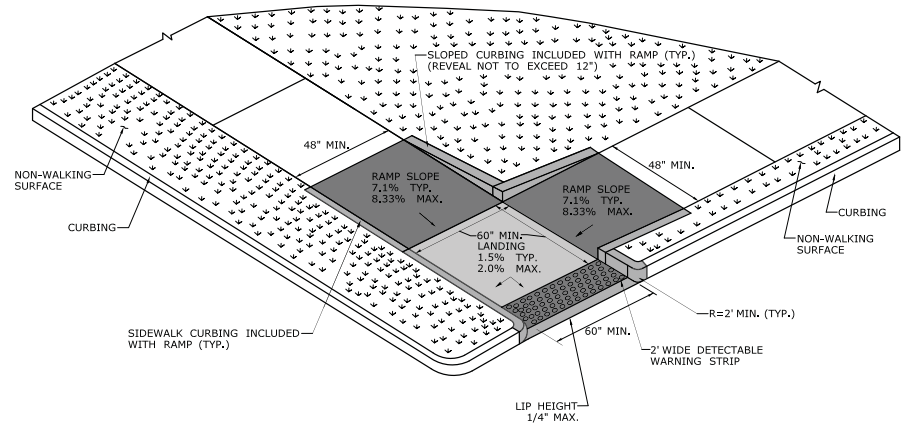 SLOPED CURBING INCLUDED WITH RAMP (TYP.)
(REVEAL NOT TO EXCEED 12")
48" MIN.
48" MIN.
NON-WALKING
SURFACE
RAMP SLOPE
7.1% TYP.
8.33% MAX.
RAMP SLOPE
7.1% TYP.
8.33% MAX.
CURBING
CURBING
NON-WALKING
SURFACE
60" MIN.
LANDING
1.5% TYP.
2.0% MAX.
SIDEWALK CURBING INCLUDED
WITH RAMP (TYP.)
R=2' MIN. (TYP.)
60" MIN.
2' WIDE DETECTABLE
WARNING STRIP
LIP HEIGHT
1/4" MAX.